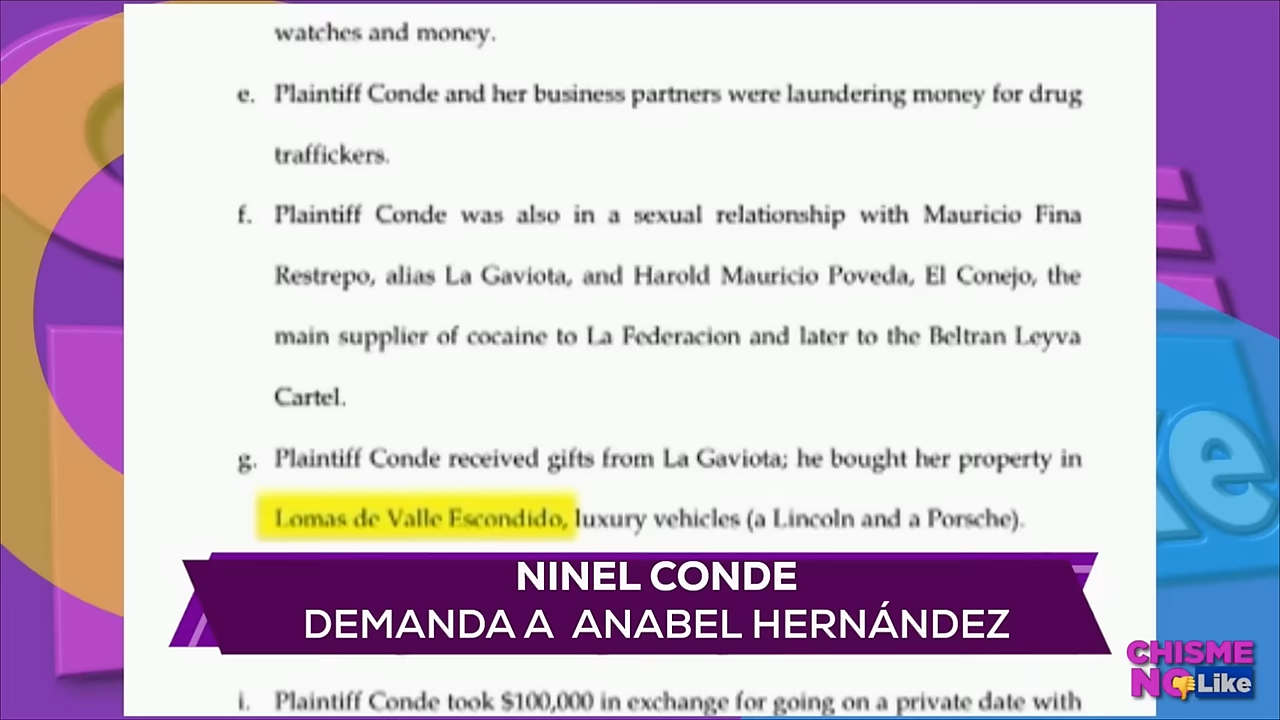 watches and money.
e. Plaintiff Conde and her business partners were laundering money for drug
traffickers.
f. Plaintiff Conde was also in a sexual relationship with Mauricio Fina
Restrepo, alias La Gaviota, and Harold Mauricio Poveda, El Conejo, the
main supplier of cocaine to La Federacion and later to the Beltran Leyva
Cartel.
g. Plaintiff Conde received gifts from La Gaviota; he bought her property in
Lomas de Valle Escondido, luxury vehicles (a Lincoln and a Porsche).
NINEL CONDE
DEMANDA A ANABEL HERNÁNDEZ
i. Plaintiff Conde took $100,000 in exchange for going on a private date with
CHISME
NO Like